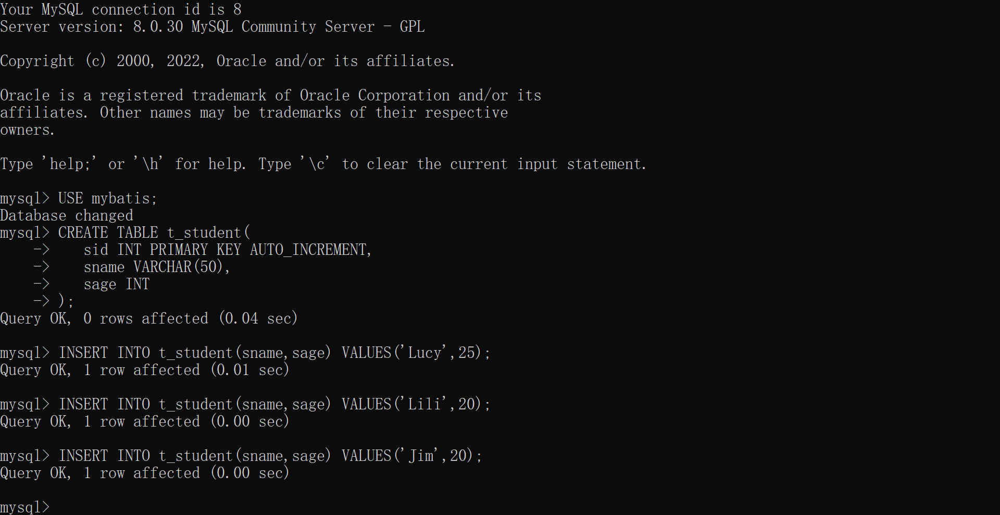 Your MySQL connection id is 8
Server version: 8.0.30 MySQL Community Server - GPL
Copyright (c) 2000, 2022, Oracle and/or its affiliates.
Oracle is a registered trademark of Oracle Corporation and/or its
affiliates. Other names may be trademarks of their respective
owners.
Type 'help;' or '\h' for help. Type '\c' to clear the current input statement.
mysql> USE mybatis;
Database changed
mysql> CREATE TABLE t_student(
    ->    sid INT PRIMARY KEY AUTO_INCREMENT,
    ->    sname VARCHAR(50),
    ->    sage INT
    -> );
Query OK, 0 rows affected (0.04 sec)
mysql> INSERT INTO t_student(sname,sage) VALUES('Lucy',25);
Query OK, 1 row affected (0.01 sec)
mysql> INSERT INTO t_student(sname,sage) VALUES('Lili',20);
Query OK, 1 row affected (0.00 sec)
mysql> INSERT INTO t_student(sname,sage) VALUES('Jim',20);
Query OK, 1 row affected (0.00 sec)
mysql>